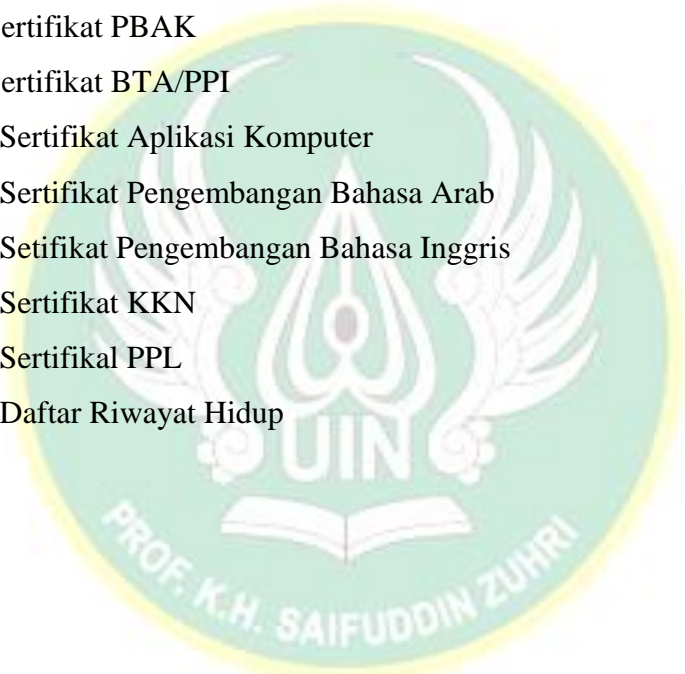 ertifikat PBAK
ertifikat BTA/PPI
Sertifikat Aplikasi Komputer
Sertifikat Pengembangan Bahasa Arab
Setifikat Pengembangan Bahasa Inggris
Sertifikat KKN
Sertifikal PPL
Daftar Riwayat Hidup
UIN
PROF. K.H. SAIFUDDIN ZUHRI